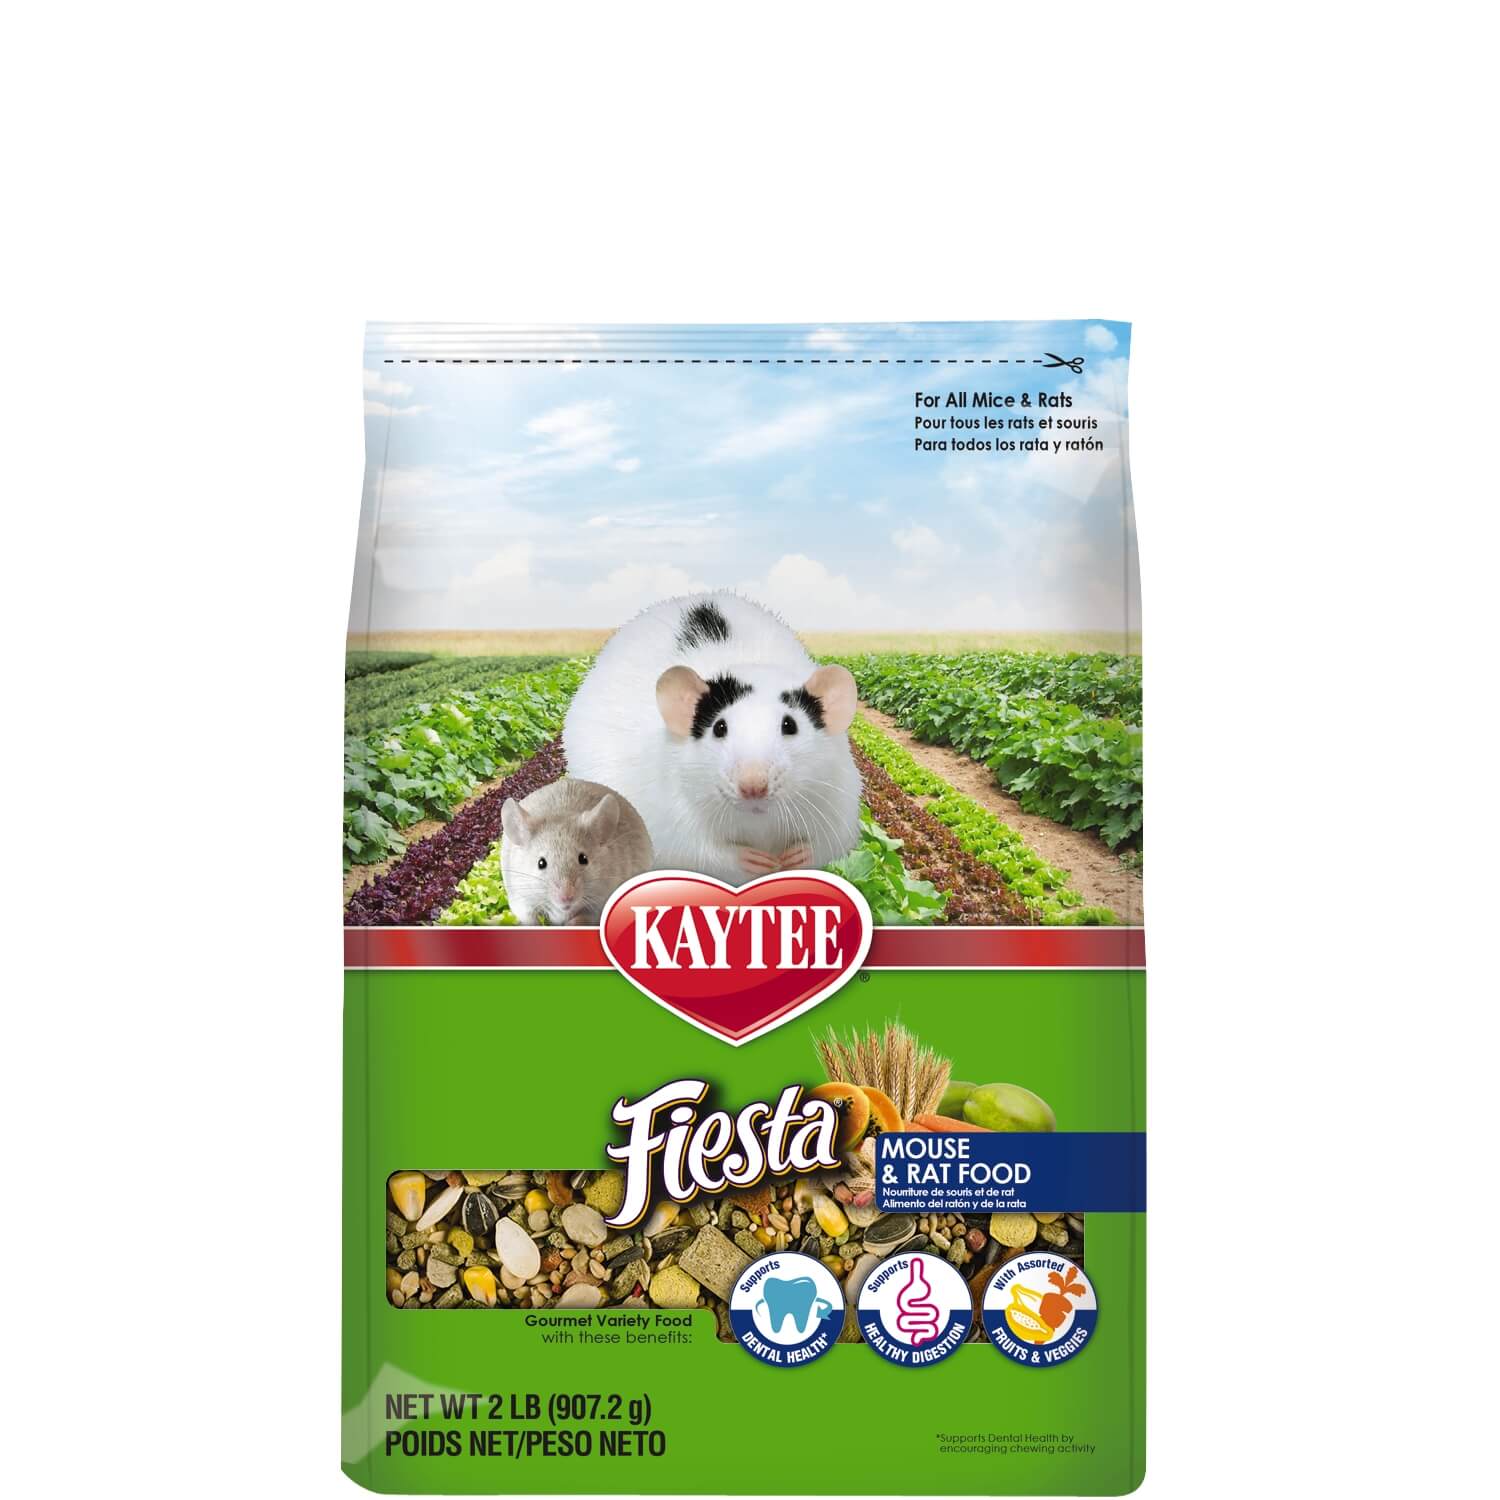 For All Mice & Rats
Pour tous les rats et souris
Para todos los rata y ratón
KAYTEE
®
Fiesta®
MOUSE
& RAT FOOD
Nourriture de souris et de rat
Alimento del ratón y de la rata
Supports
DENTAL HEALTH*
Supports
HEALTHY DIGESTION
With Assorted
FRUITS & VEGGIES
Gourmet Variety Food
with these benefits:
NET WT 2 LB (907.2 g)
POIDS NET/PESO NETO
*Supports Dental Health by
encouraging chewing activity